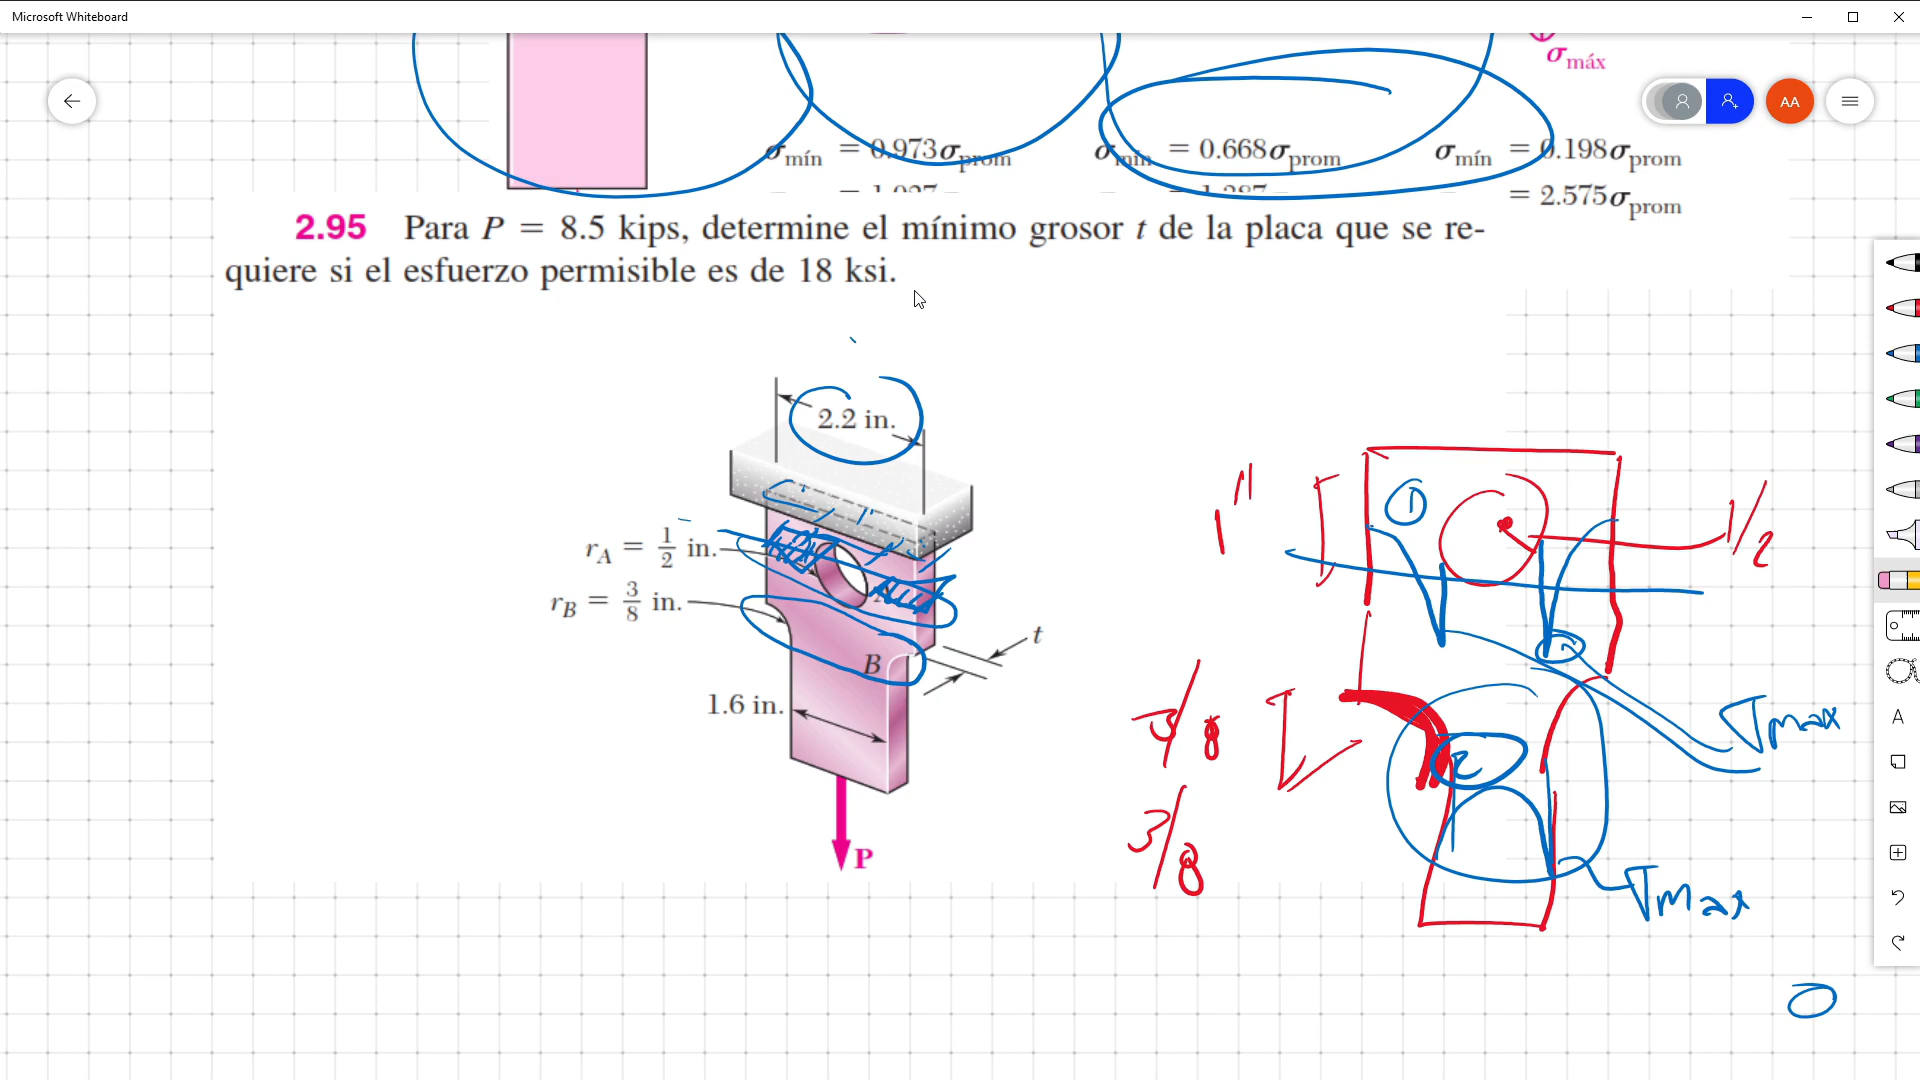 Microsoft Whiteboard
σmáx
AA
σmín = 0.973σprom σmín = 0.668σprom σmín = 0.198σprom
= 2.575σprom
2.95 Para P = 8.5 kips, determine el mínimo grosor t de la placa que se re-
quiere si el esfuerzo permisible es de 18 ksi.
2.2 in.
rA = 1/2 in.
rB = 3/8 in.
A
B
t
1.6 in.
P
1"
1
1/2
2
σmax
3/8
3/8
σmax
A